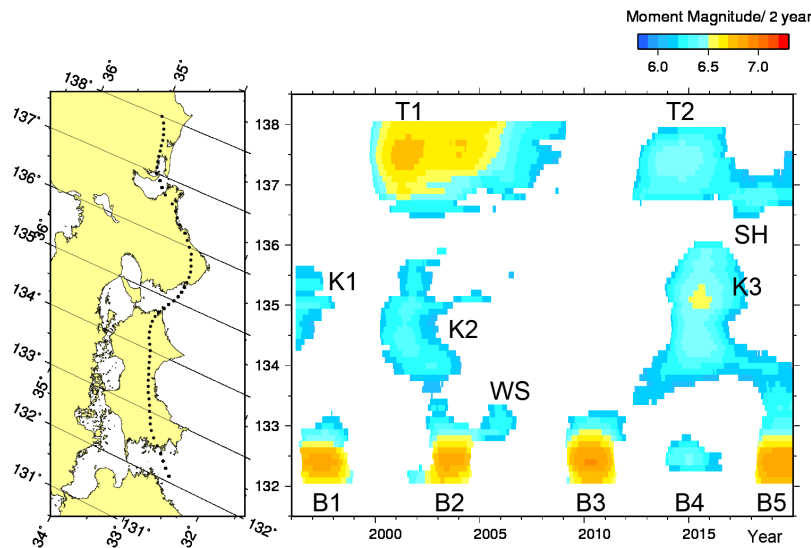 Moment Magnitude/ 2 year
6.0 6.5 7.0
138° 36° 35°
137°
136°
135° 36°
134°
133°
35°
132°
131°
34° 33° 131° 32° 132°
T1 T2
138
137
136
SH
K1 K3
135
K2
134
WS
133
132
B1 B2 B3 B4 B5
2000 2005 2010 2015 Year